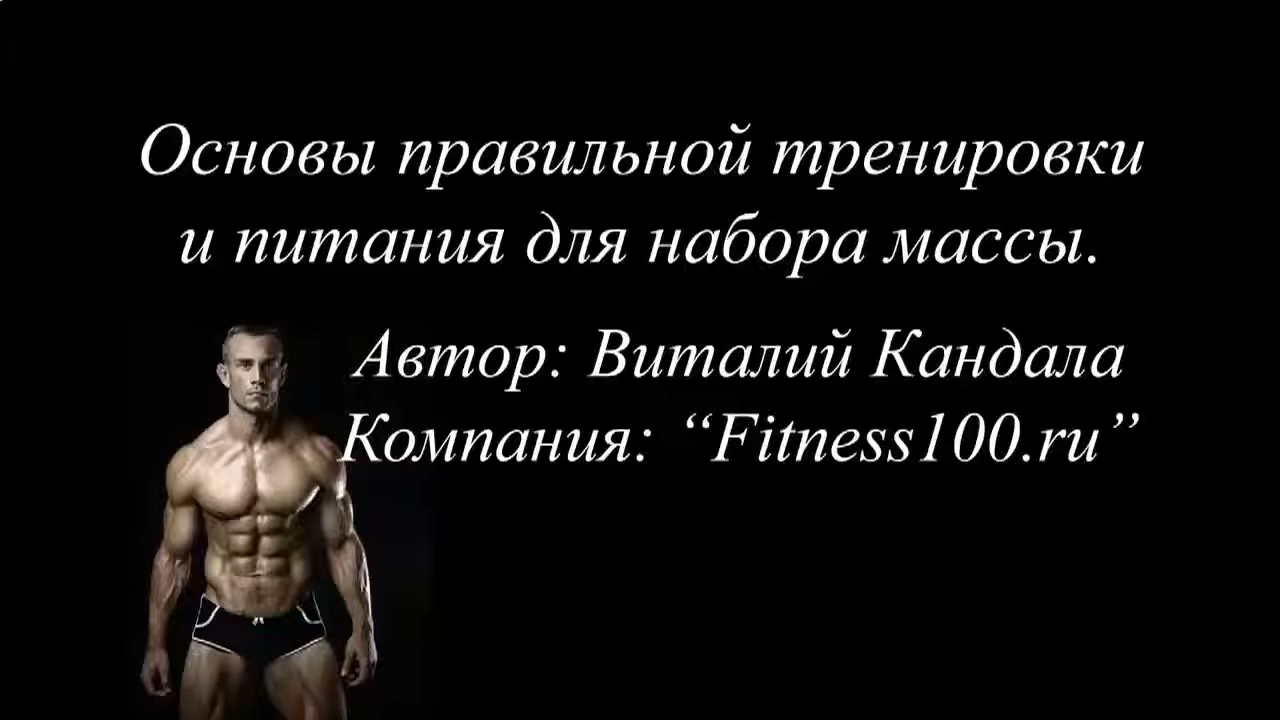 Основы правильной тренировки
и питания для набора массы.
Автор: Виталий Кандала
Компания: “Fitness100.ru”